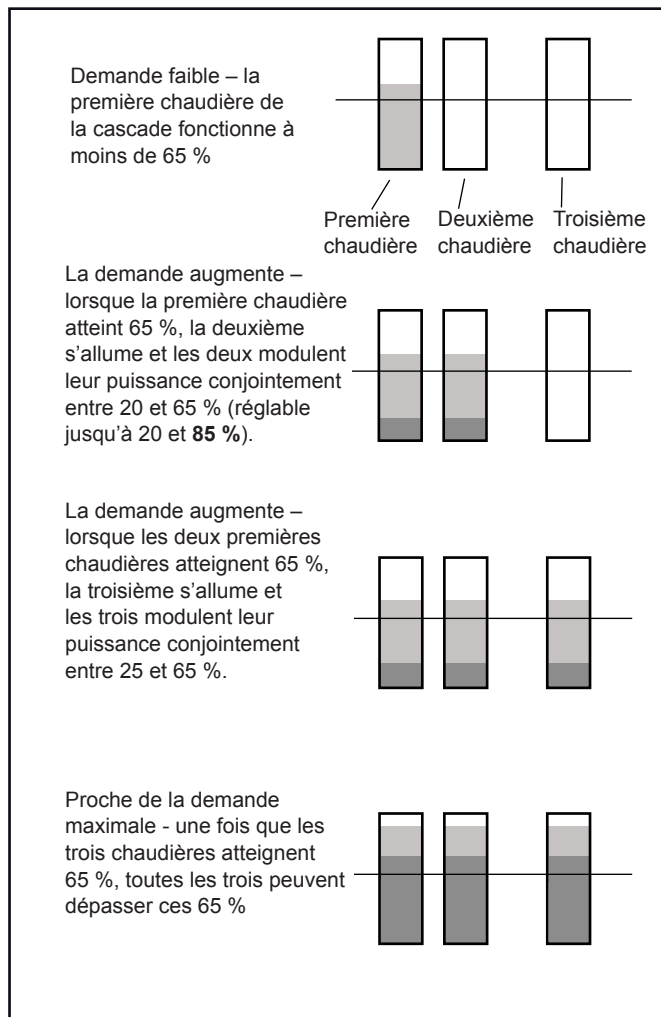 Demande faible – la
première chaudière de
la cascade fonctionne à
moins de 65 %
Première
chaudière
Deuxième
chaudière
Troisième
chaudière
La demande augmente –
lorsque la première chaudière
atteint 65 %, la deuxième
s’allume et les deux modulent
leur puissance conjointement
entre 20 et 65 % (réglable
jusqu’à 20 et 85 %).
La demande augmente –
lorsque les deux premières
chaudières atteignent 65 %,
la troisième s’allume et
les trois modulent leur
puissance conjointement
entre 25 et 65 %.
Proche de la demande
maximale - une fois que les
trois chaudières atteignent
65 %, toutes les trois peuvent
dépasser ces 65 %